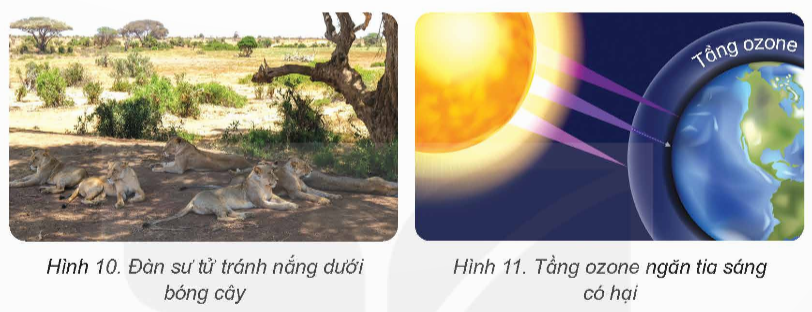 Tầng ozone
Hình 10. Đàn sư tử tránh nắng dưới
bóng cây
Hình 11. Tầng ozone ngăn tia sáng
có hại